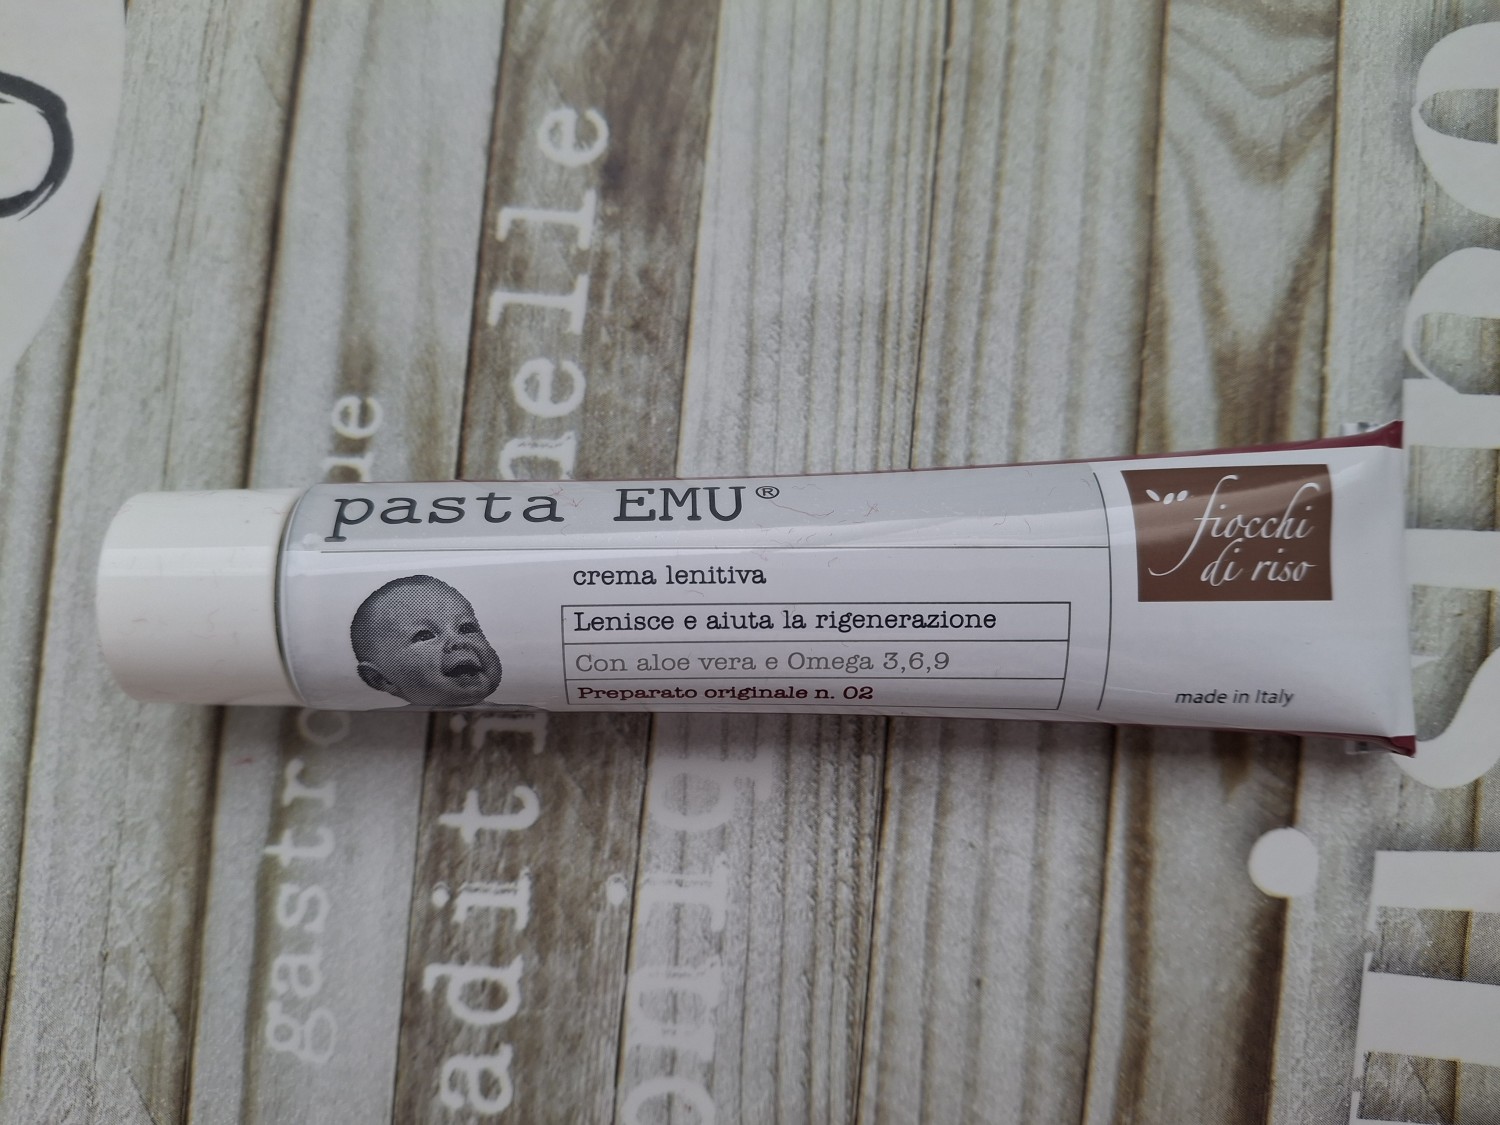 pasta EMU®
crema lenitiva
Lenisce e aiuta la rigenerazione
Con aloe vera e Omega 3,6,9
Preparato originale n. 02
fiocchi
di riso
made in Italy